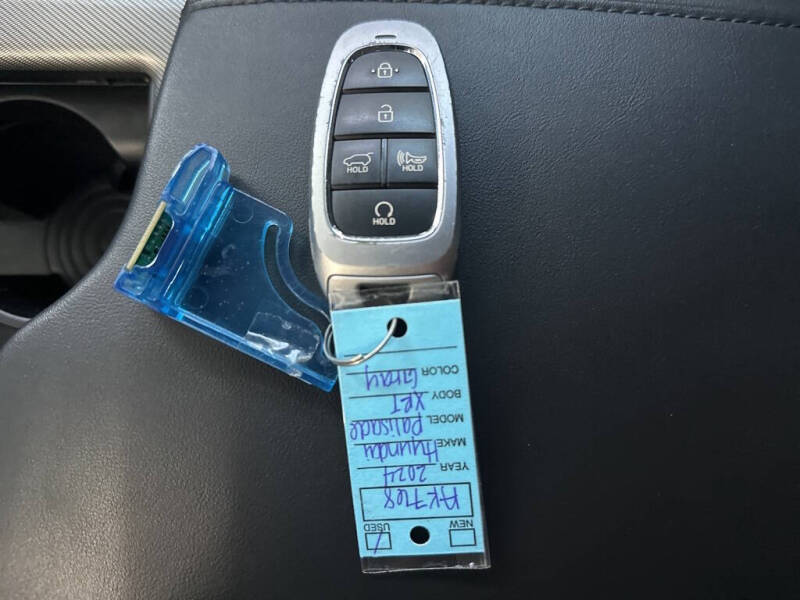 HOLD HOLD
HOLD
NEW USED
YEAR 2024
MAKE Hyundai
MODEL Palisade
BODY XRT
COLOR Gray